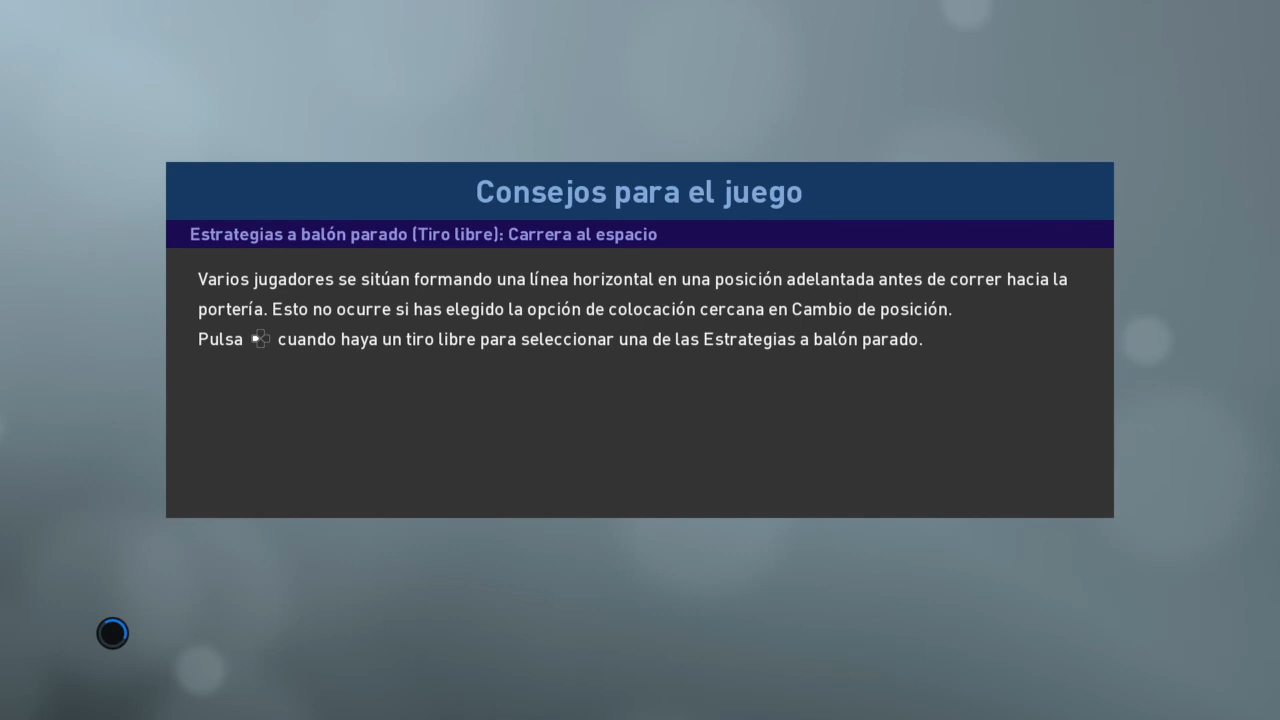 Consejos para el juego
Estrategias a balón parado (Tiro libre): Carrera al espacio
Varios jugadores se sitúan formando una línea horizontal en una posición adelantada antes de correr hacia la
portería. Esto no ocurre si has elegido la opción de colocación cercana en Cambio de posición.
Pulsa cuando haya un tiro libre para seleccionar una de las Estrategias a balón parado.